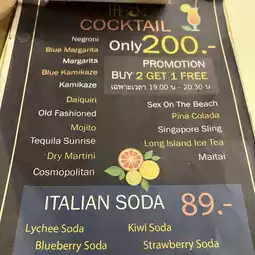 COCKTAIL
Negroni
Blue Margarita
Margarita
Blue Kamikaze
Kamikaze
Daiquiri
Old Fashioned
Mojito
Tequila Sunrise
Dry Martini
Cosmopolitan
Only 200.-
PROMOTION
BUY 2 GET 1 FREE
เฉพาะเวลา 19.00 น - 20.30 น
Sex On The Beach
Pina Colada
Singapore Sling
Long Island Ice Tea
Maitai
ITALIAN SODA 89.-
Lychee Soda
Kiwi Soda
Blueberry Soda
Strawberry Soda